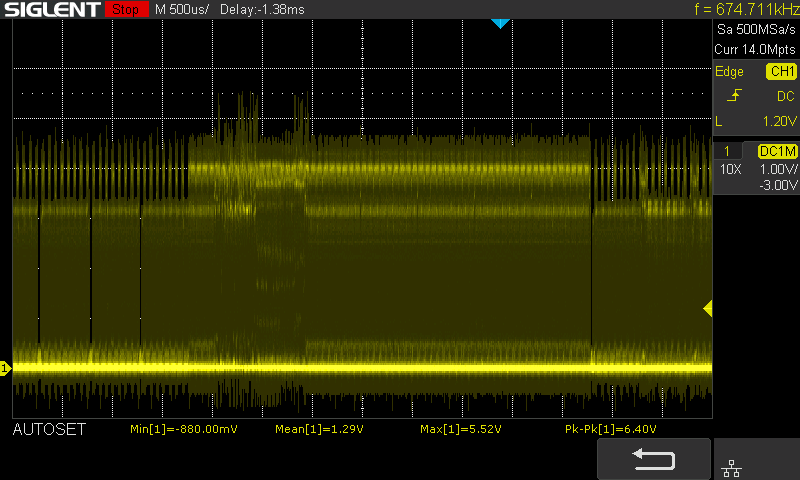 SIGLENT Stop M 500us/ Delay:-1.38ms f = 674.711kHz
Sa 500MSa/s
Curr 14.0Mpts
Edge CH1
DC
L 1.20V
1 DC1M
10X 1.00V/
-3.00V
1
AUTOSET Min[1]=-880.00mV Mean[1]=1.29V Max[1]=5.52V Pk-Pk[1]=6.40V